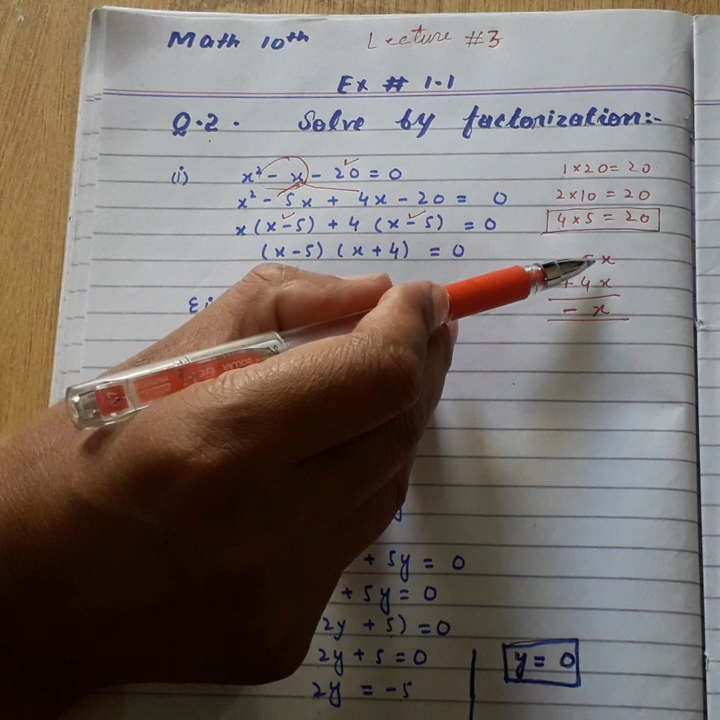 Math 10th Lecture #3
Ex # 1.1
Q.2. Solve by factorization:-
(i) x² - x - 20 = 0
x² - 5x + 4x - 20 = 0
x(x-5) + 4(x-5) = 0
(x-5)(x+4) = 0
1×20=20
2×10=20
4×5=20
x
+4x
- x
Ei
+ 5y = 0
+ 5y = 0
2y + 5) = 0
2y + 5 = 0
2y = -5
y = 0
DOLLAR